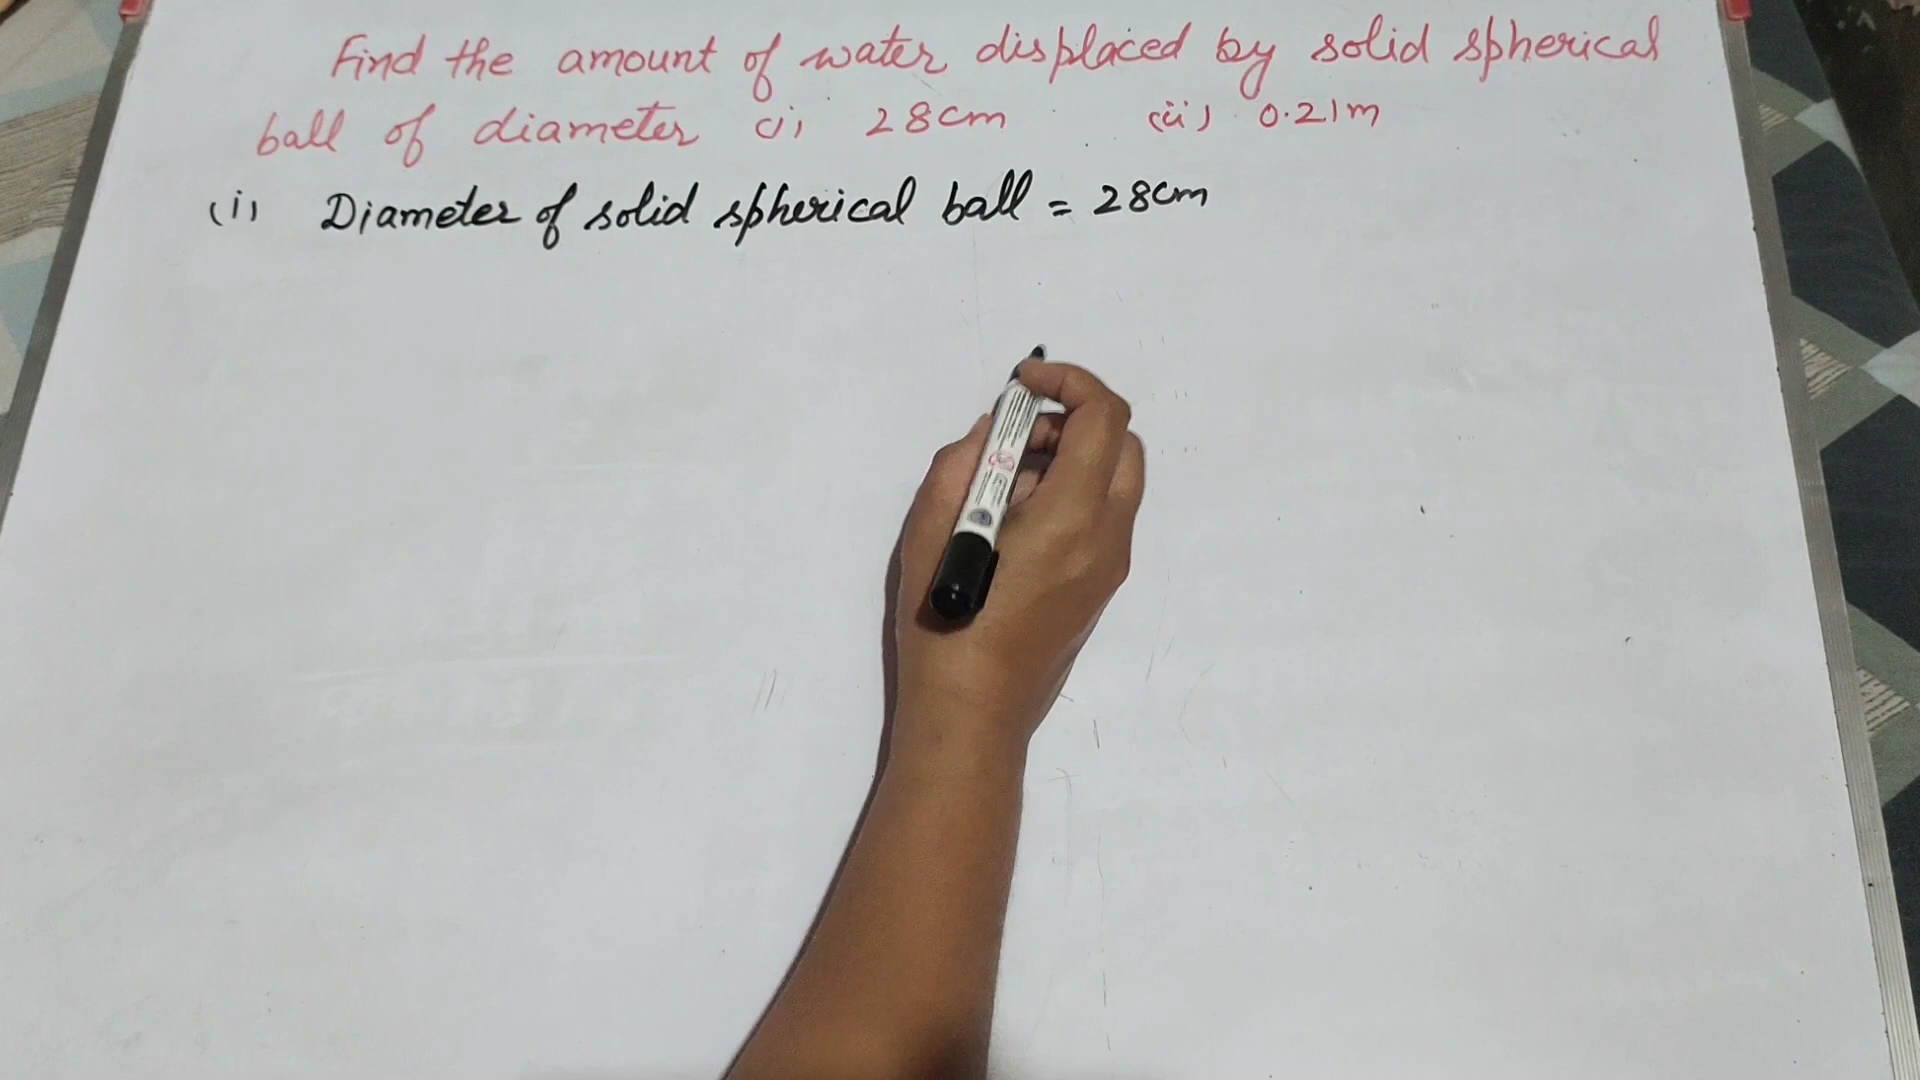 Find the amount of water displaced by solid spherical
ball of diameter (i) 28cm (ii) 0.21m
(i) Diameter of solid spherical ball = 28cm